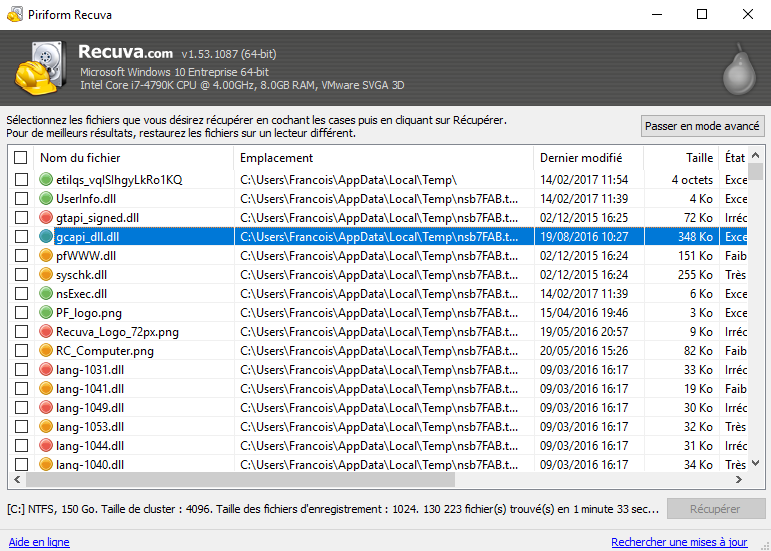 Piriform Recuva
Recuva.com v1.53.1087 (64-bit)
Microsoft Windows 10 Entreprise 64-bit
Intel Core i7-4790K CPU @ 4.00GHz, 8.0GB RAM, VMware SVGA 3D
Sélectionnez les fichiers que vous désirez récupérer en cochant les cases puis en cliquant sur Récupérer.
Pour de meilleurs résultats, restaurez les fichiers sur un lecteur différent.
Passer en mode avancé
Nom du fichier Emplacement Dernier modifié Taille État
etilqs_vqlSlhgyLkRo1KQ C:\Users\Francois\AppData\Local\Temp\ 14/02/2017 11:54 4 octets Exce
UserInfo.dll C:\Users\Francois\AppData\Local\Temp\nsb7FAB.t... 14/02/2017 11:39 4 Ko Exce
gtapi_signed.dll C:\Users\Francois\AppData\Local\Temp\nsb7FAB.t... 02/12/2015 16:25 72 Ko Irréc
gcapi_dll.dll C:\Users\Francois\AppData\Local\Temp\nsb7FAB.t... 19/08/2016 10:27 348 Ko Exce
pfWWW.dll C:\Users\Francois\AppData\Local\Temp\nsb7FAB.t... 02/12/2015 16:24 151 Ko Faib
syschk.dll C:\Users\Francois\AppData\Local\Temp\nsb7FAB.t... 02/12/2015 16:24 255 Ko Très
nsExec.dll C:\Users\Francois\AppData\Local\Temp\nsb7FAB.t... 14/02/2017 11:39 6 Ko Exce
PF_logo.png C:\Users\Francois\AppData\Local\Temp\nsb7FAB.t... 15/04/2016 19:46 3 Ko Exce
Recuva_Logo_72px.png C:\Users\Francois\AppData\Local\Temp\nsb7FAB.t... 19/05/2016 20:57 9 Ko Irréc
RC_Computer.png C:\Users\Francois\AppData\Local\Temp\nsb7FAB.t... 20/05/2016 15:26 82 Ko Faib
lang-1031.dll C:\Users\Francois\AppData\Local\Temp\nsb7FAB.t... 09/03/2016 16:17 33 Ko Irréc
lang-1041.dll C:\Users\Francois\AppData\Local\Temp\nsb7FAB.t... 09/03/2016 16:17 19 Ko Faib
lang-1049.dll C:\Users\Francois\AppData\Local\Temp\nsb7FAB.t... 09/03/2016 16:17 30 Ko Irréc
lang-1053.dll C:\Users\Francois\AppData\Local\Temp\nsb7FAB.t... 09/03/2016 16:17 32 Ko Très
lang-1044.dll C:\Users\Francois\AppData\Local\Temp\nsb7FAB.t... 09/03/2016 16:17 31 Ko Irréc
lang-1040.dll C:\Users\Francois\AppData\Local\Temp\nsb7FAB.t... 09/03/2016 16:17 34 Ko Très
[C:] NTFS, 150 Go. Taille de cluster : 4096. Taille des fichiers d'enregistrement : 1024. 130 223 fichier(s) trouvé(s) en 1 minute 33 sec...
Récupérer
Aide en ligne
Rechercher une mises à jour